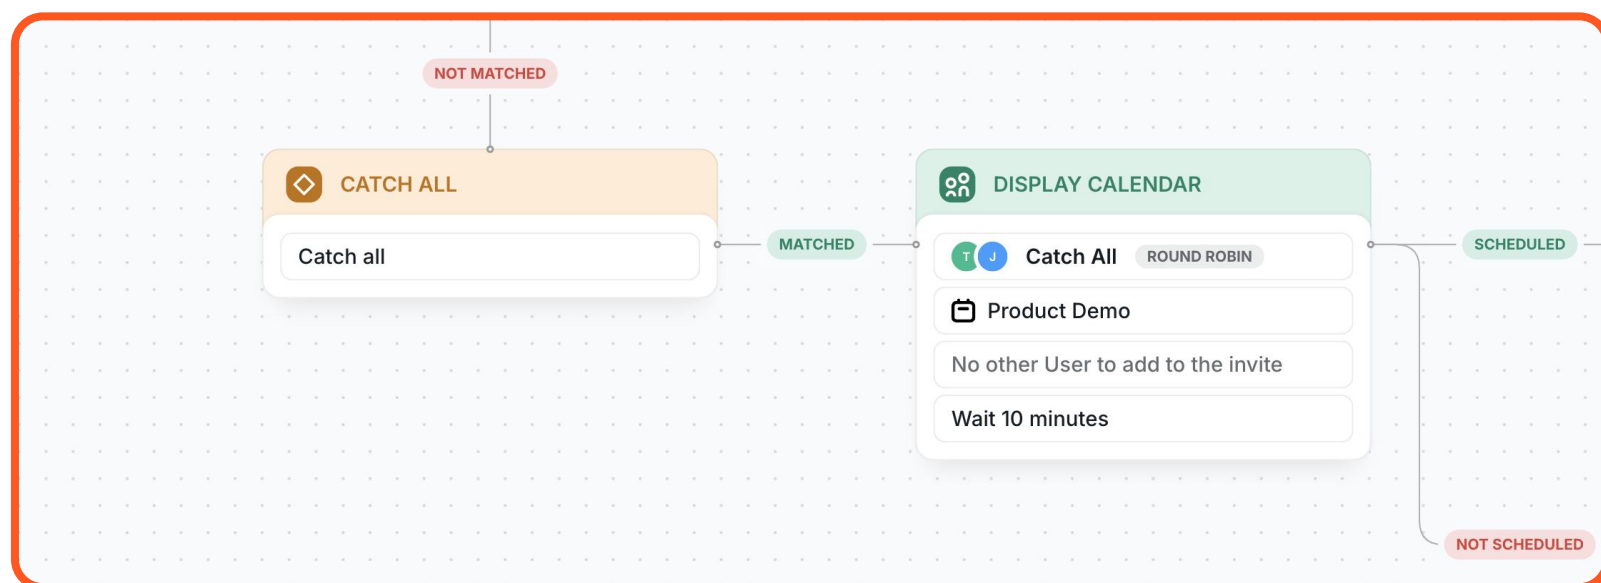 NOT MATCHED
CATCH ALL
Catch all
MATCHED
DISPLAY CALENDAR
T J Catch All ROUND ROBIN
Product Demo
No other User to add to the invite
Wait 10 minutes
SCHEDULED
NOT SCHEDULED